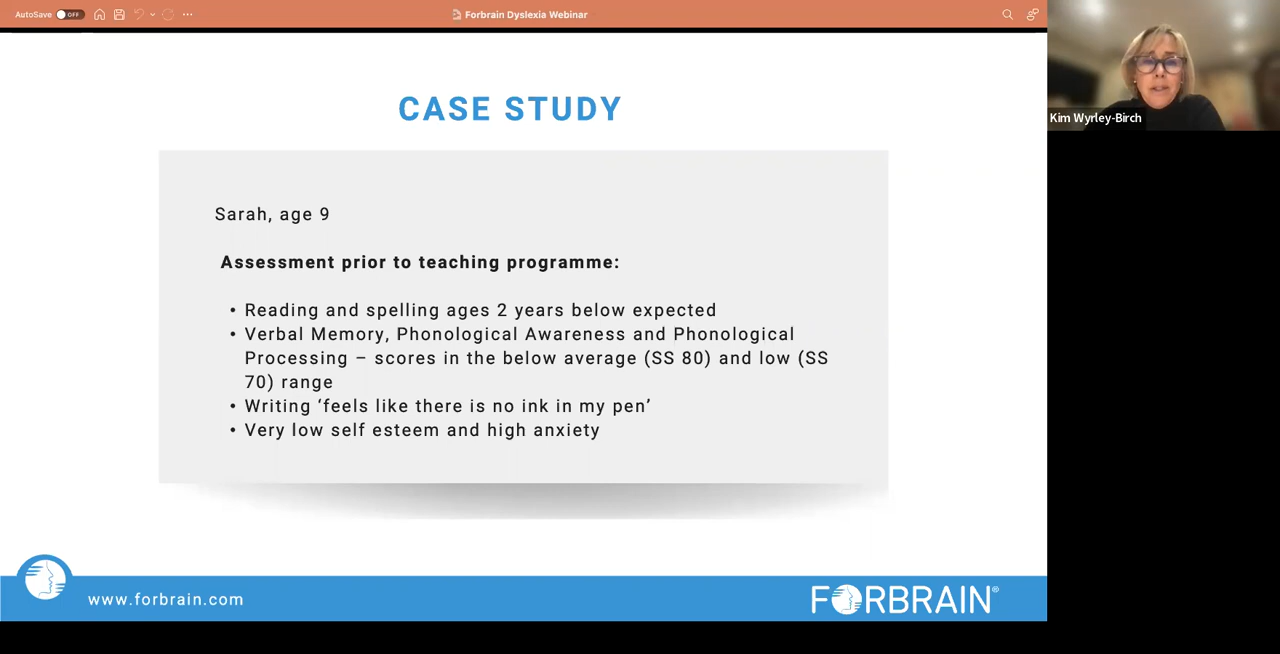 AutoSave OFF
Forbrain Dyslexia Webinar
Kim Wyrley-Birch
CASE STUDY
Sarah, age 9
Assessment prior to teaching programme:
• Reading and spelling ages 2 years below expected
• Verbal Memory, Phonological Awareness and Phonological
Processing – scores in the below average (SS 80) and low (SS
70) range
• Writing ‘feels like there is no ink in my pen’
• Very low self esteem and high anxiety
www.forbrain.com
FORBRAIN®